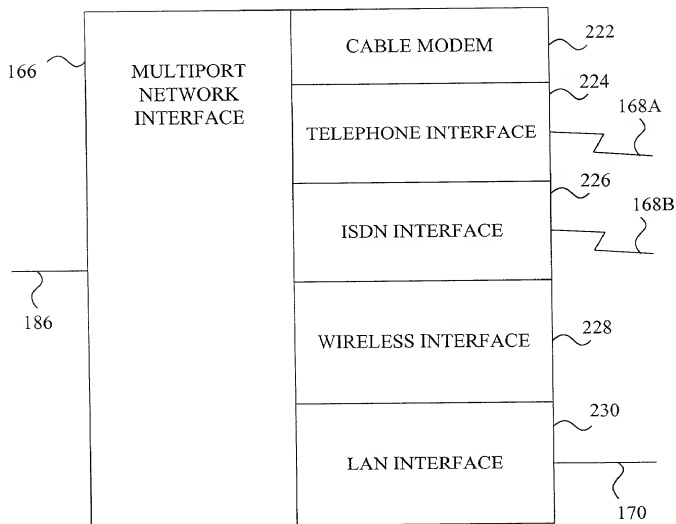 CABLE MODEM
222
166
MULTIPORT
NETWORK
INTERFACE
224
168A
TELEPHONE INTERFACE
226
168B
ISDN INTERFACE
186
WIRELESS INTERFACE
228
230
LAN INTERFACE
170